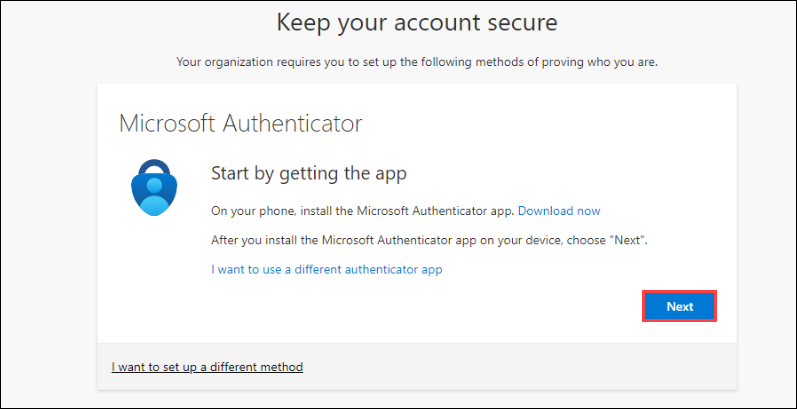 Keep your account secure
Your organization requires you to set up the following methods of proving who you are.
Microsoft Authenticator
Start by getting the app
On your phone, install the Microsoft Authenticator app. Download now
After you install the Microsoft Authenticator app on your device, choose "Next".
I want to use a different authenticator app
Next
I want to set up a different method